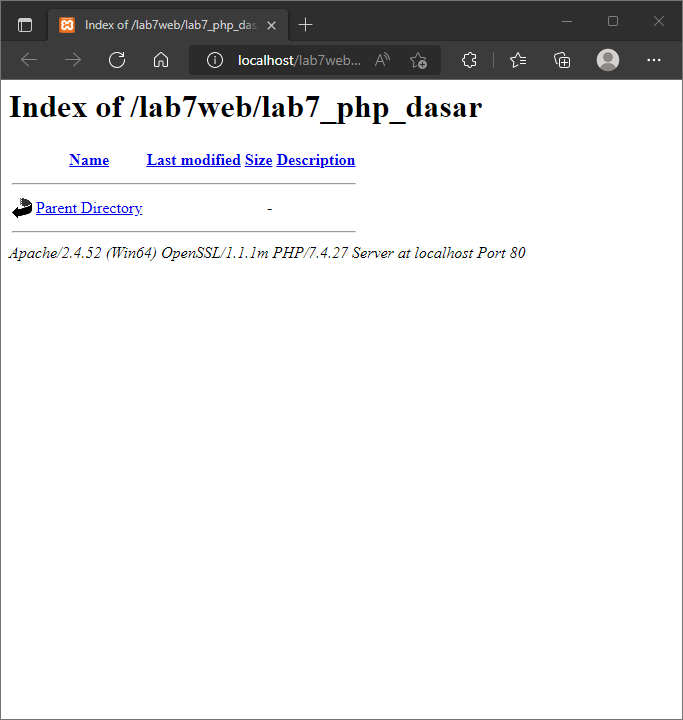 Index of /lab7web/lab7_php_das
localhost/lab7web...
Index of /lab7web/lab7_php_dasar
Name Last modified Size Description
Parent Directory -
Apache/2.4.52 (Win64) OpenSSL/1.1.1m PHP/7.4.27 Server at localhost Port 80